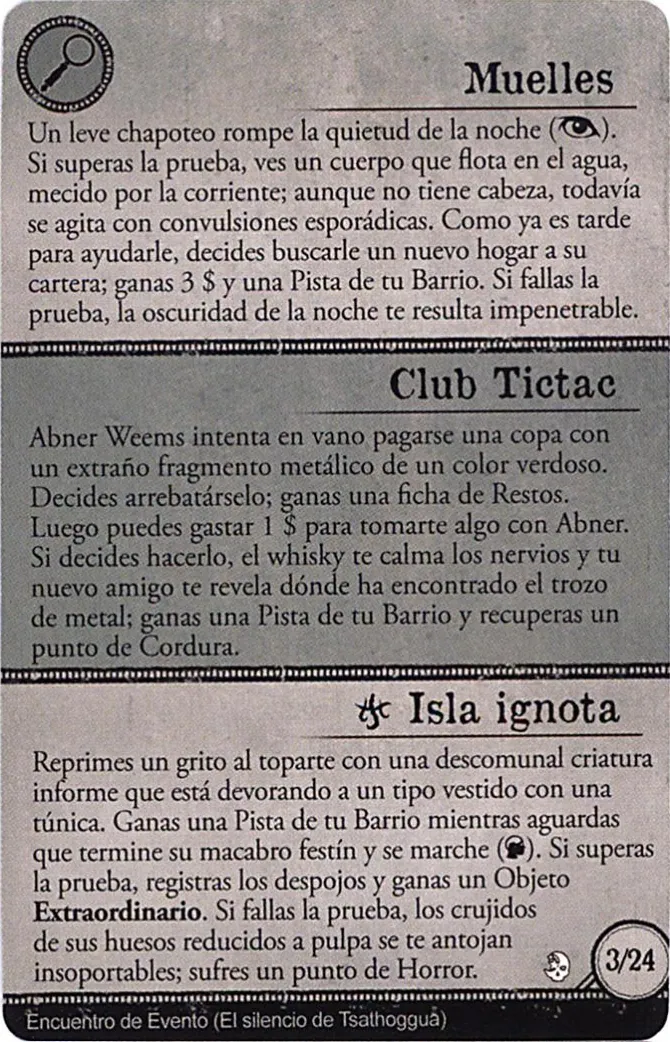 Muelles
Un leve chapoteo rompe la quietud de la noche ().
Si superas la prueba, ves un cuerpo que flota en el agua,
mecido por la corriente; aunque no tiene cabeza, todavía
se agita con convulsiones esporádicas. Como ya es tarde
para ayudarle, decides buscarle un nuevo hogar a su
cartera; ganas 3 $ y una Pista de tu Barrio. Si fallas la
prueba, la oscuridad de la noche te resulta impenetrable.
Club Tictac
Abner Weems intenta en vano pagarse una copa con
un extraño fragmento metálico de un color verdoso.
Decides arrebatárselo; ganas una ficha de Restos.
Luego puedes gastar 1 $ para tomarte algo con Abner.
Si decides hacerlo, el whisky te calma los nervios y tu
nuevo amigo te revela dónde ha encontrado el trozo
de metal; ganas una Pista de tu Barrio y recuperas un
punto de Cordura.
Isla ignota
Reprimes un grito al toparte con una descomunal criatura
informe que está devorando a un tipo vestido con una
túnica. Ganas una Pista de tu Barrio mientras aguardas
que termine su macabro festín y se marche (). Si superas
la prueba, registras los despojos y ganas un Objeto
Extraordinario. Si fallas la prueba, los crujidos
de sus huesos reducidos a pulpa se te antojan
insoportables; sufres un punto de Horror.
3/24
Encuentro de Evento (El silencio de Tsathoggua)